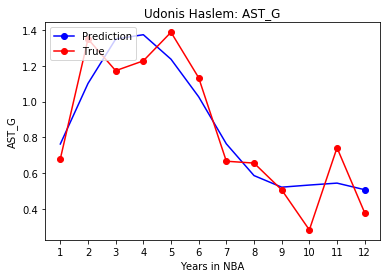 Udonis Haslem: AST_G
Prediction
True
1.4
1.2
1.0
0.8
0.6
0.4
AST_G
1 2 3 4 5 6 7 8 9 10 11 12
Years in NBA